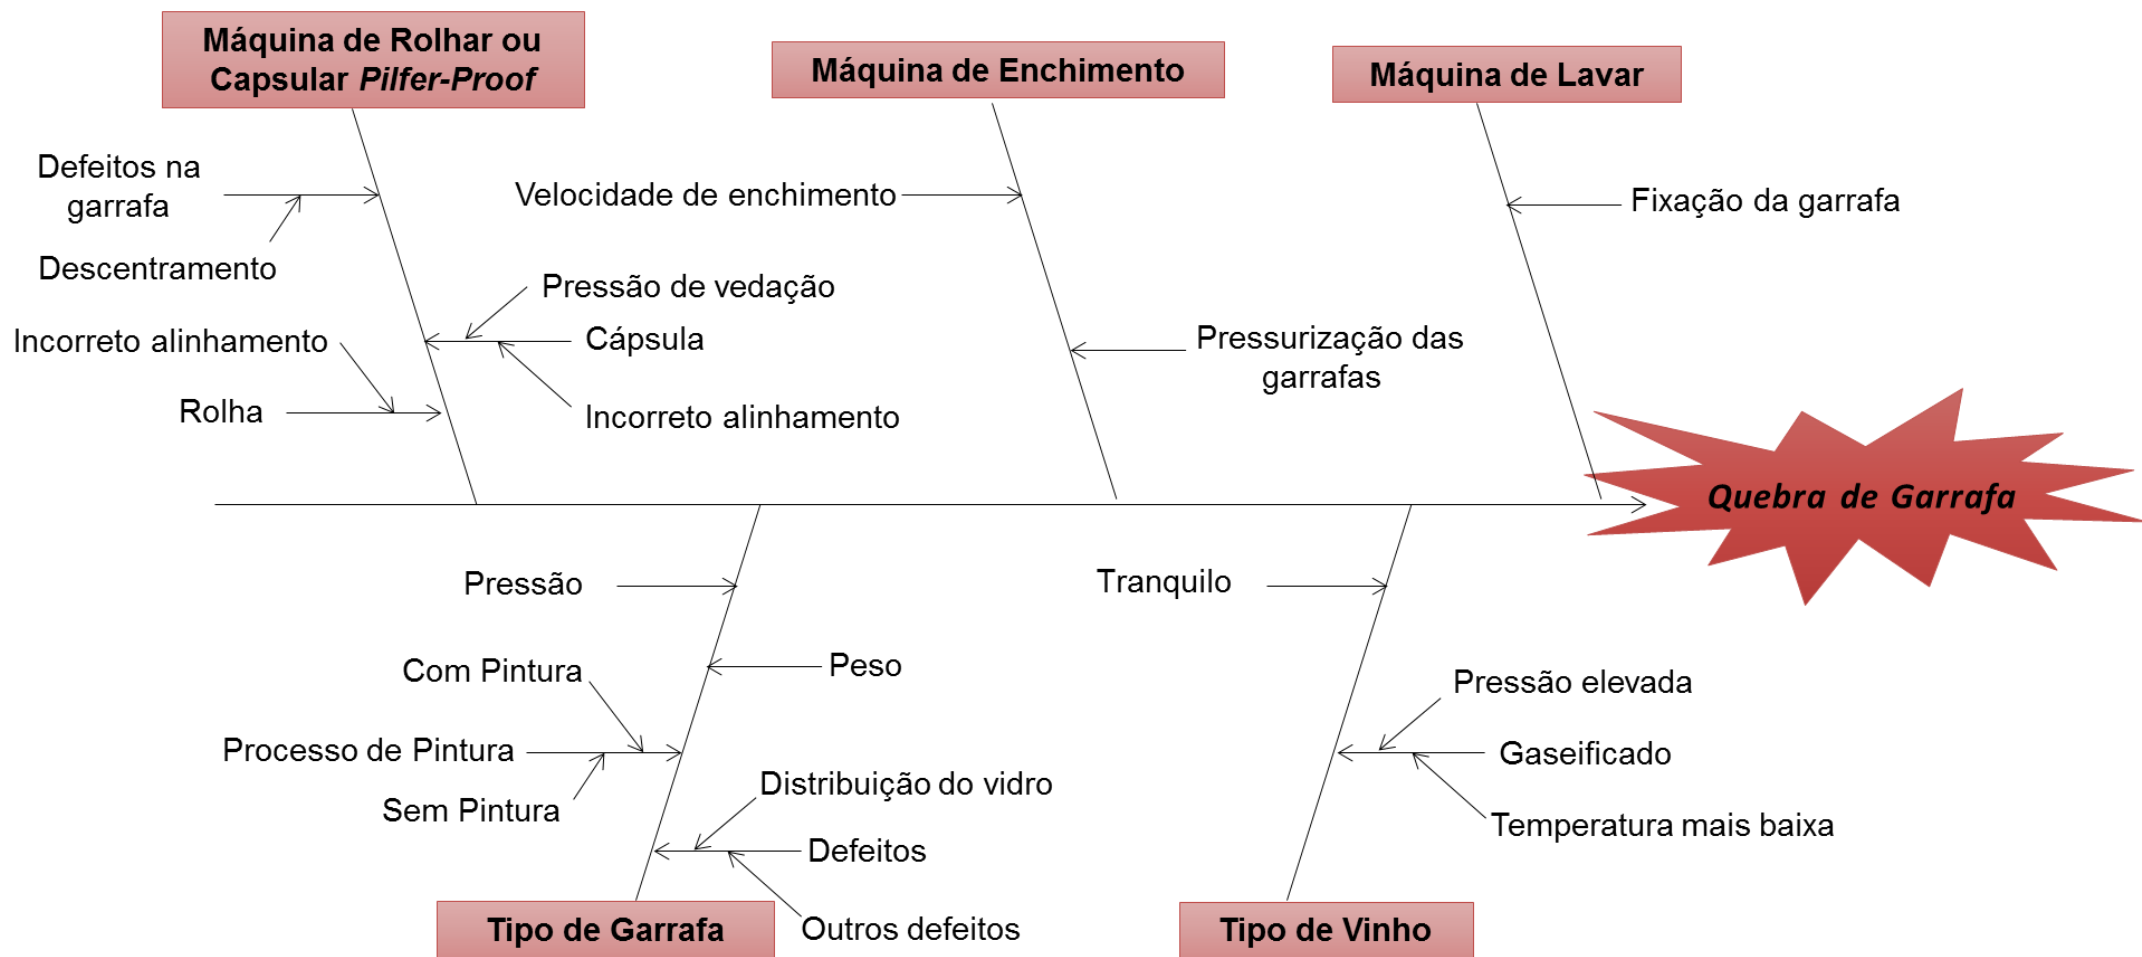 Máquina de Rolhar ou
Capsular Pilfer-Proof
Máquina de Enchimento
Máquina de Lavar
Defeitos na
garrafa
Descentramento
Velocidade de enchimento
Fixação da garrafa
Pressão de vedação
Incorreto alinhamento
Cápsula
Pressurização das
garrafas
Rolha
Incorreto alinhamento
Quebra de Garrafa
Pressão
Tranquilo
Com Pintura
Peso
Pressão elevada
Processo de Pintura
Gaseificado
Sem Pintura
Distribuição do vidro
Temperatura mais baixa
Defeitos
Outros defeitos
Tipo de Garrafa
Tipo de Vinho